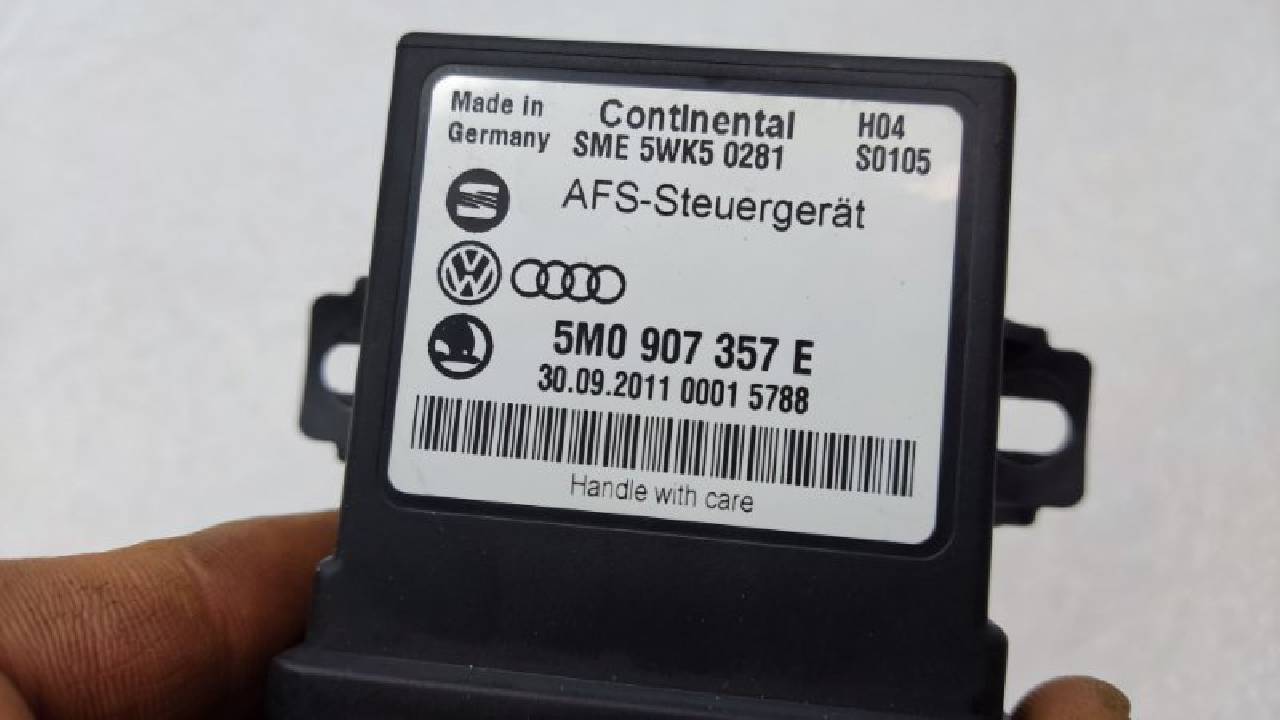 Made in Germany
Continental
SME 5WK5 0281
H04
S0105
AFS-Steuergerät
5M0 907 357 E
30.09.2011 0001 5788
Handle with care